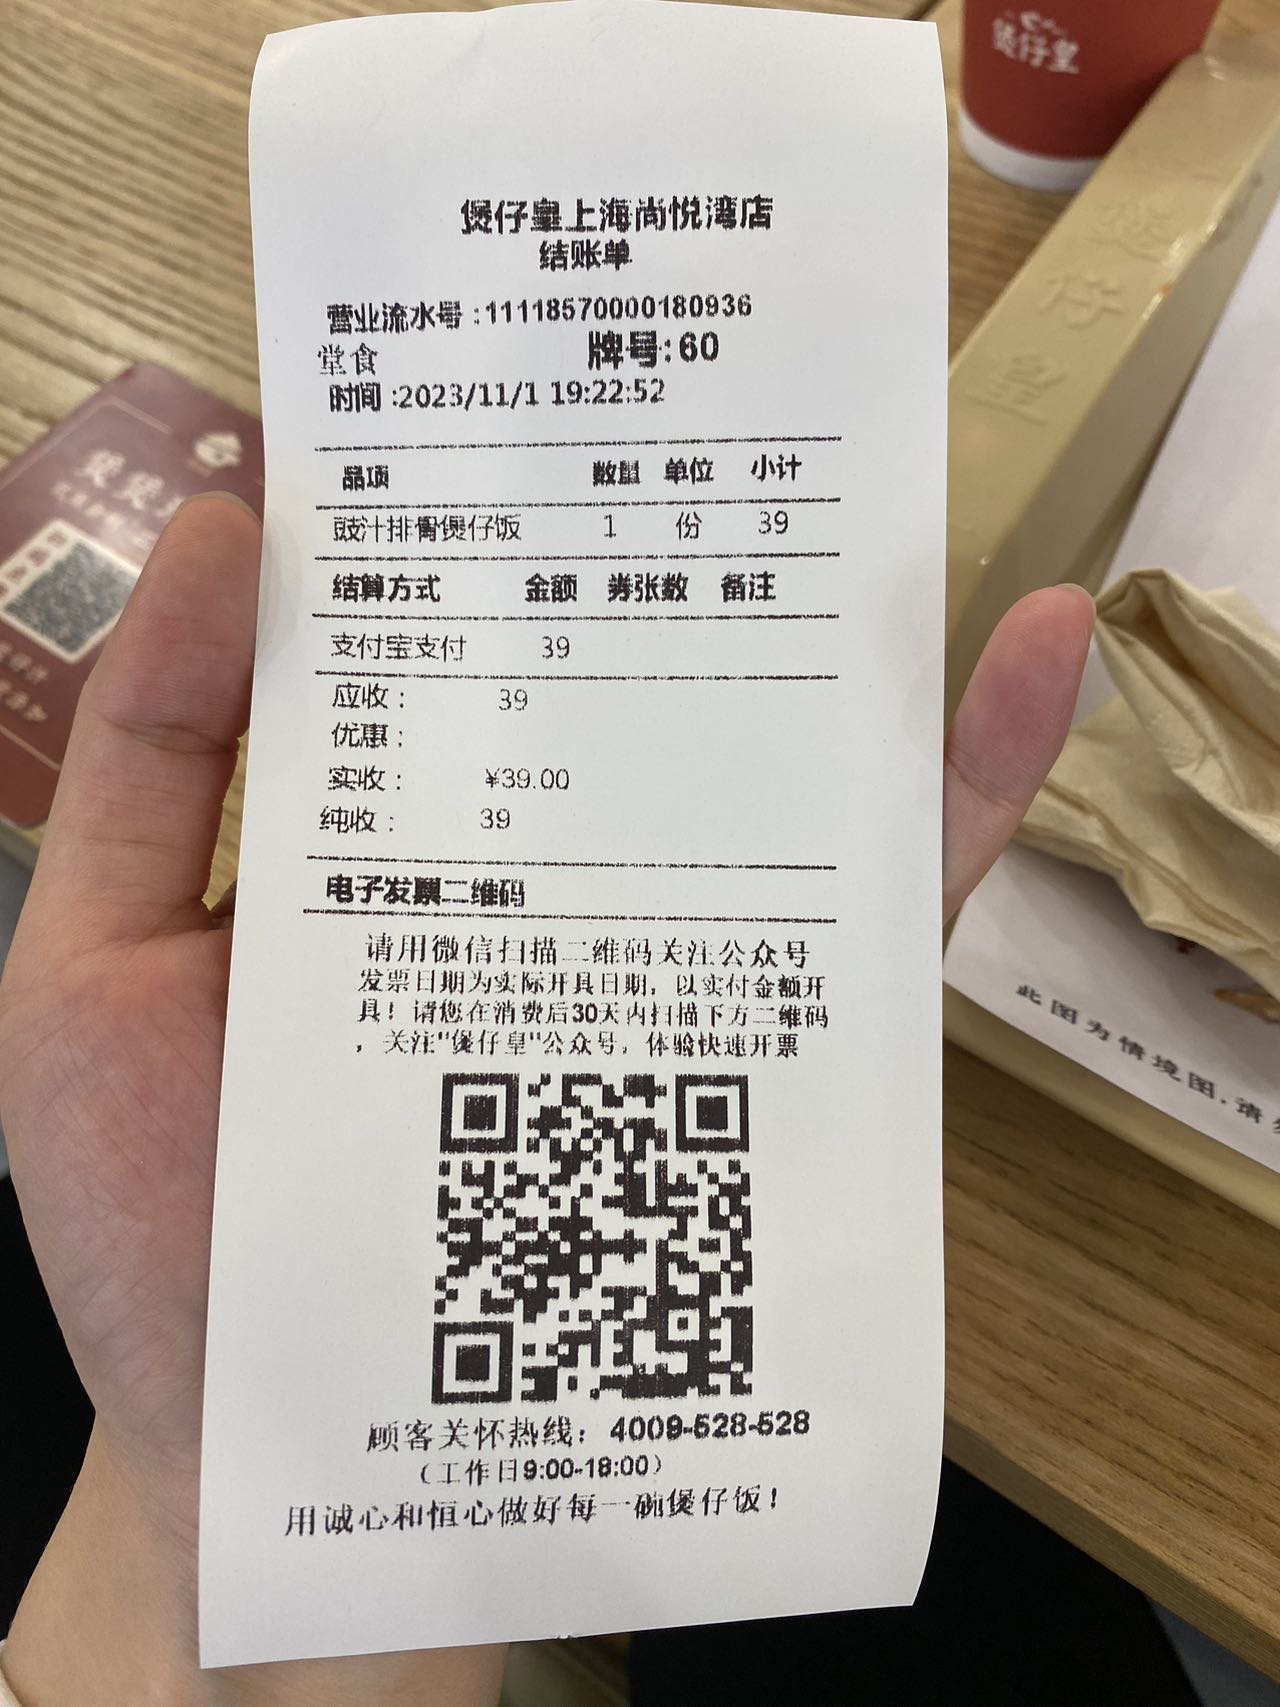 煲仔皇
煲仔皇上海尚悦湾店
结账单
营业流水号:11118570000180936
堂食 牌号:60
时间:2023/11/1 19:22:52
品项 数量 单位 小计
豉汁排骨煲仔饭 1 份 39
结算方式 金额 券张数 备注
支付宝支付 39
应收: 39
优惠:
实收: ¥39.00
纯收: 39
电子发票二维码
请用微信扫描二维码关注公众号
发票日期为实际开具日期，以实付金额开
具！请您在消费后30天内扫描下方二维码
，关注"煲仔皇"公众号，体验快速开票
顾客关怀热线：4009-528-528
（工作日9:00-18:00）
用诚心和恒心做好每一碗煲仔饭！
煲仔皇
此图为情境图,请